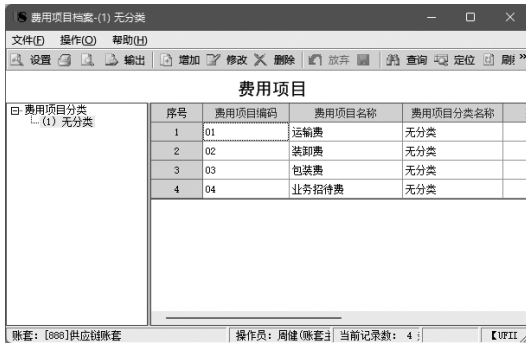 费用项目档案-(1) 无分类
文件(F) 操作(O) 帮助(H)
设置 输出 增加 修改 删除 放弃 查询 定位 刷 »
费用项目
费用项目分类
(1) 无分类
序号 费用项目编码 费用项目名称 费用项目分类名称
1 01 运输费 无分类
2 02 装卸费 无分类
3 03 包装费 无分类
4 04 业务招待费 无分类
账套: [888]供应链账套 操作员: 周健(账套主 当前记录数: 4 【UFII